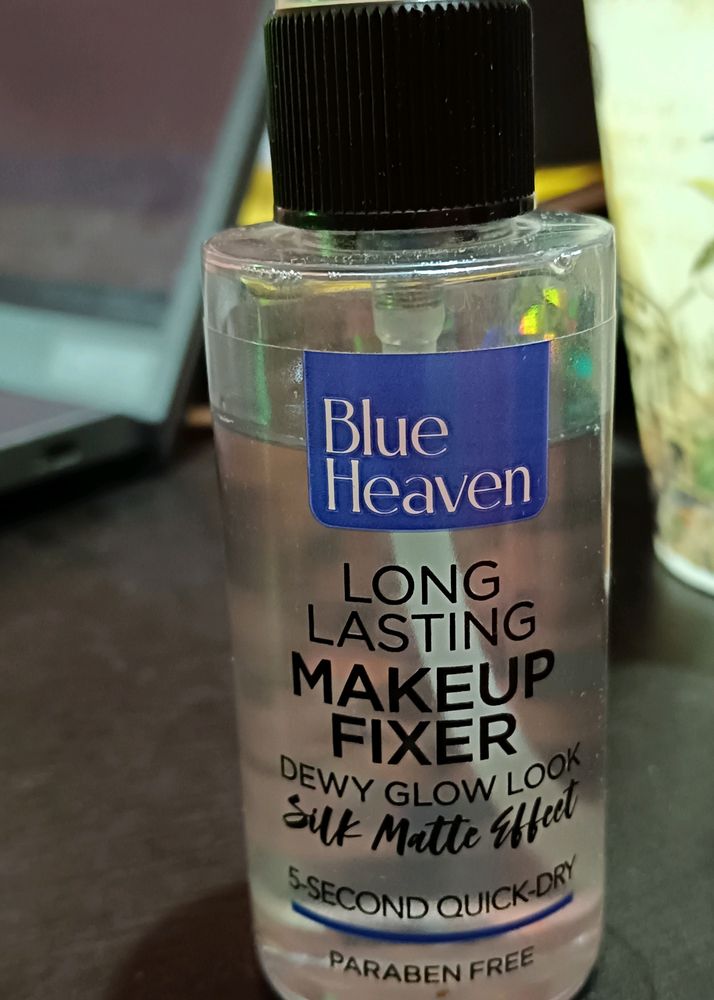 Blue
Heaven
LONG
LASTING
MAKEUP
FIXER
DEWY GLOW LOOK
Silk Matte Effect
5-SECOND QUICK-DRY
PARABEN FREE